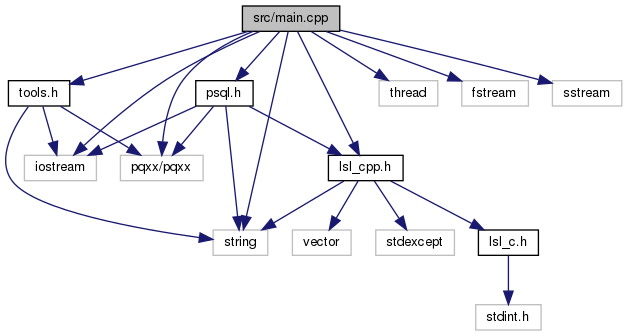 src/main.cpp
tools.h
psql.h
thread
fstream
sstream
iostream
pqxx/pqxx
lsl_cpp.h
string
vector
stdexcept
lsl_c.h
stdint.h